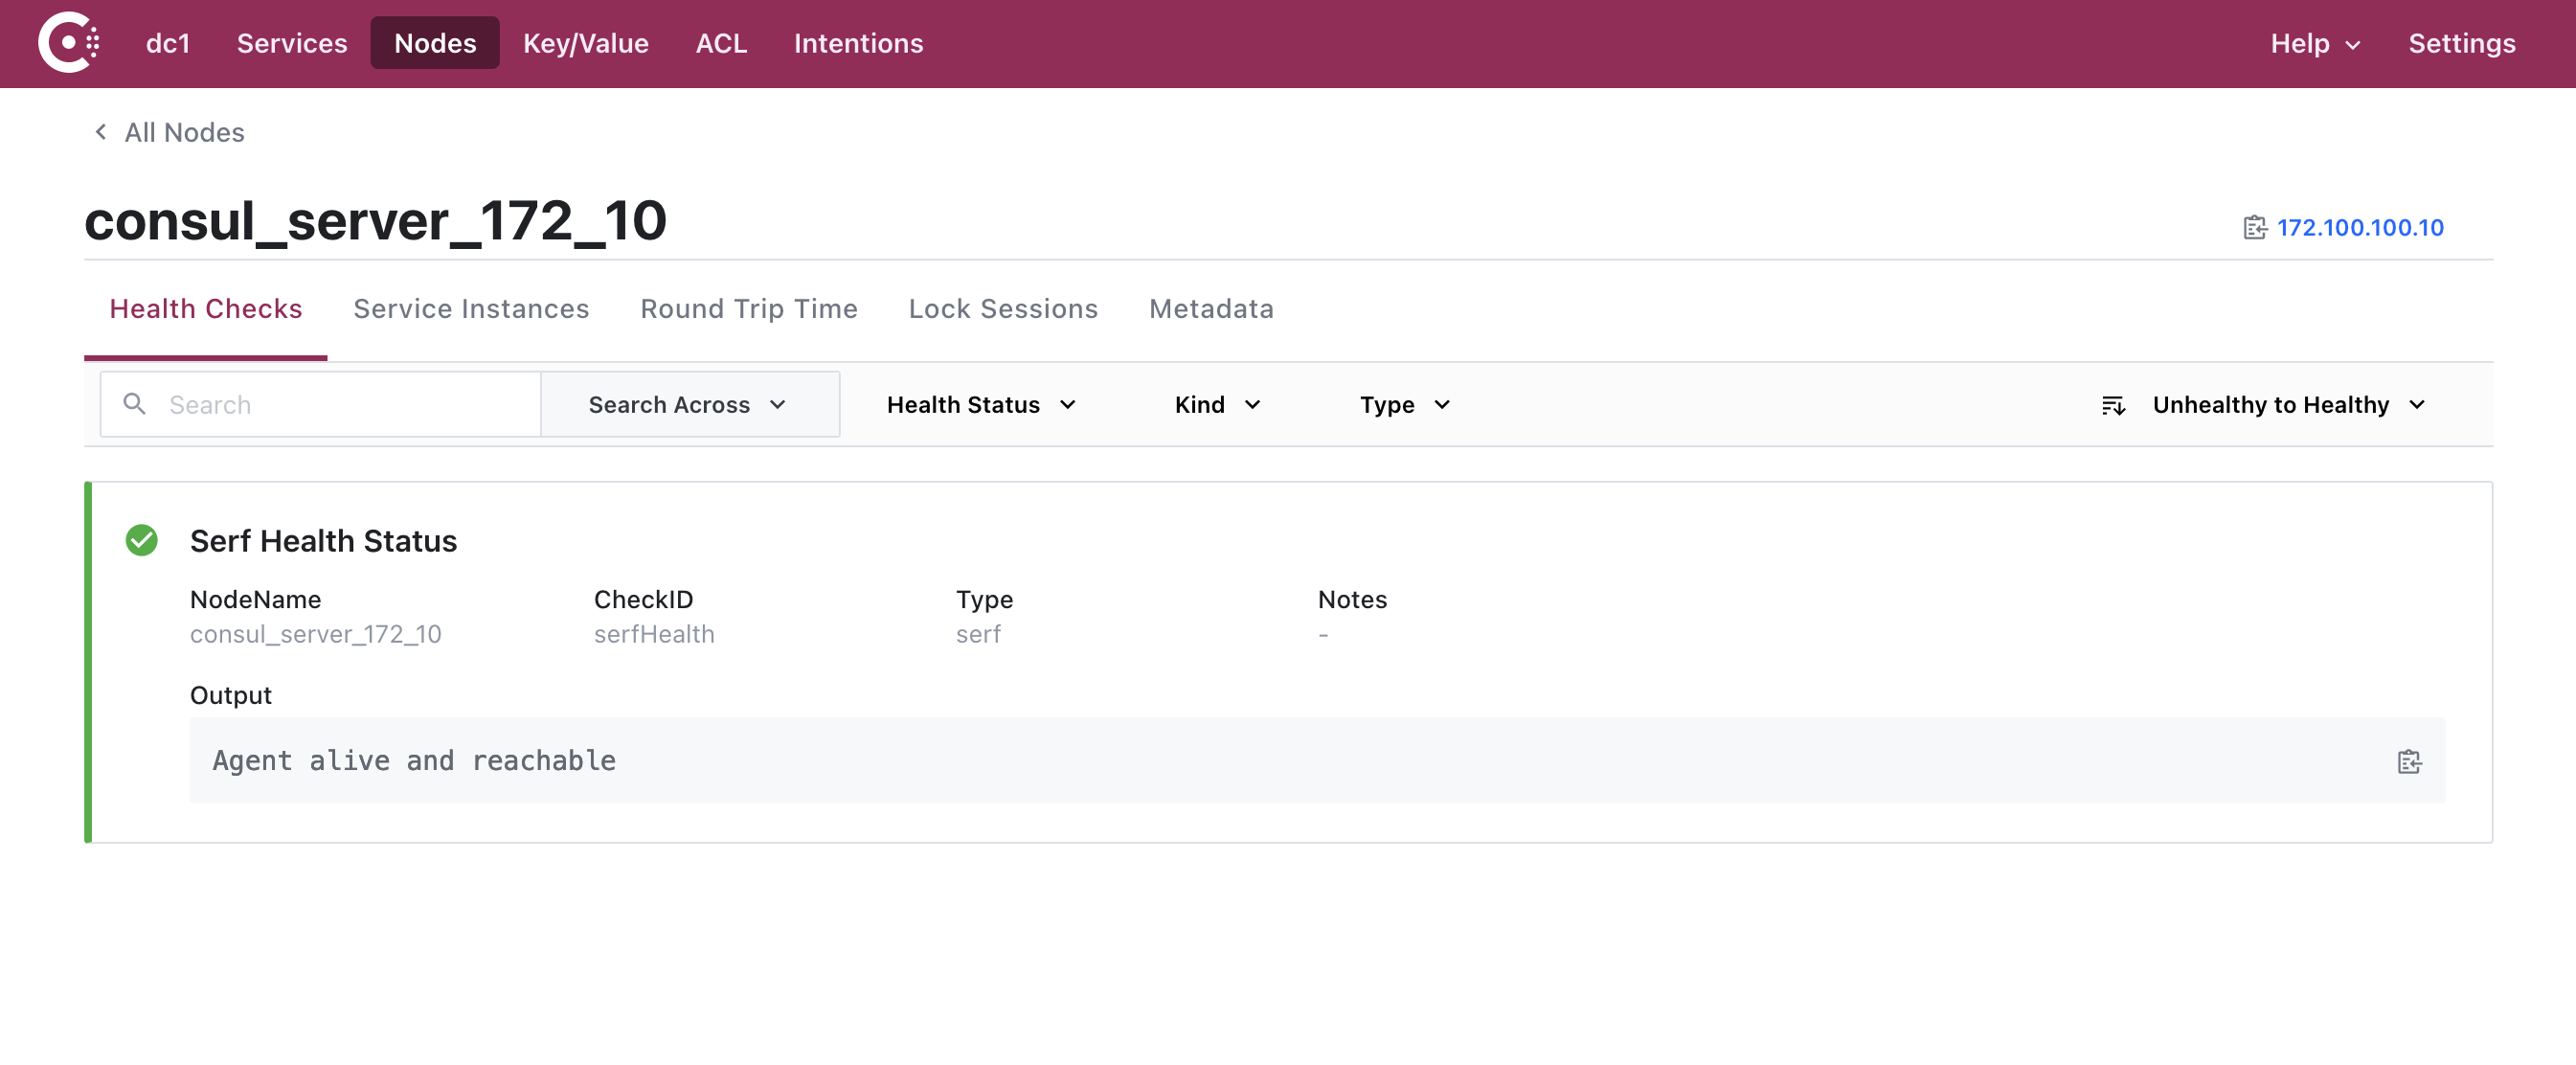 dc1 Services Nodes Key/Value ACL Intentions Help Settings
All Nodes
consul_server_172_10 172.100.100.10
Health Checks Service Instances Round Trip Time Lock Sessions Metadata
Search Search Across Health Status Kind Type Unhealthy to Healthy
Serf Health Status
NodeName CheckID Type Notes
consul_server_172_10 serfHealth serf -
Output
Agent alive and reachable